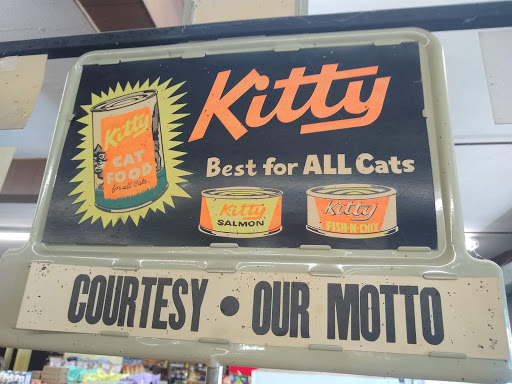 Kitty
Best for ALL Cats
Kitty
CAT
FOOD
for all Cats.
Kitty
SALMON
Kitty
FISH-N-CHIX
COURTESY • OUR MOTTO